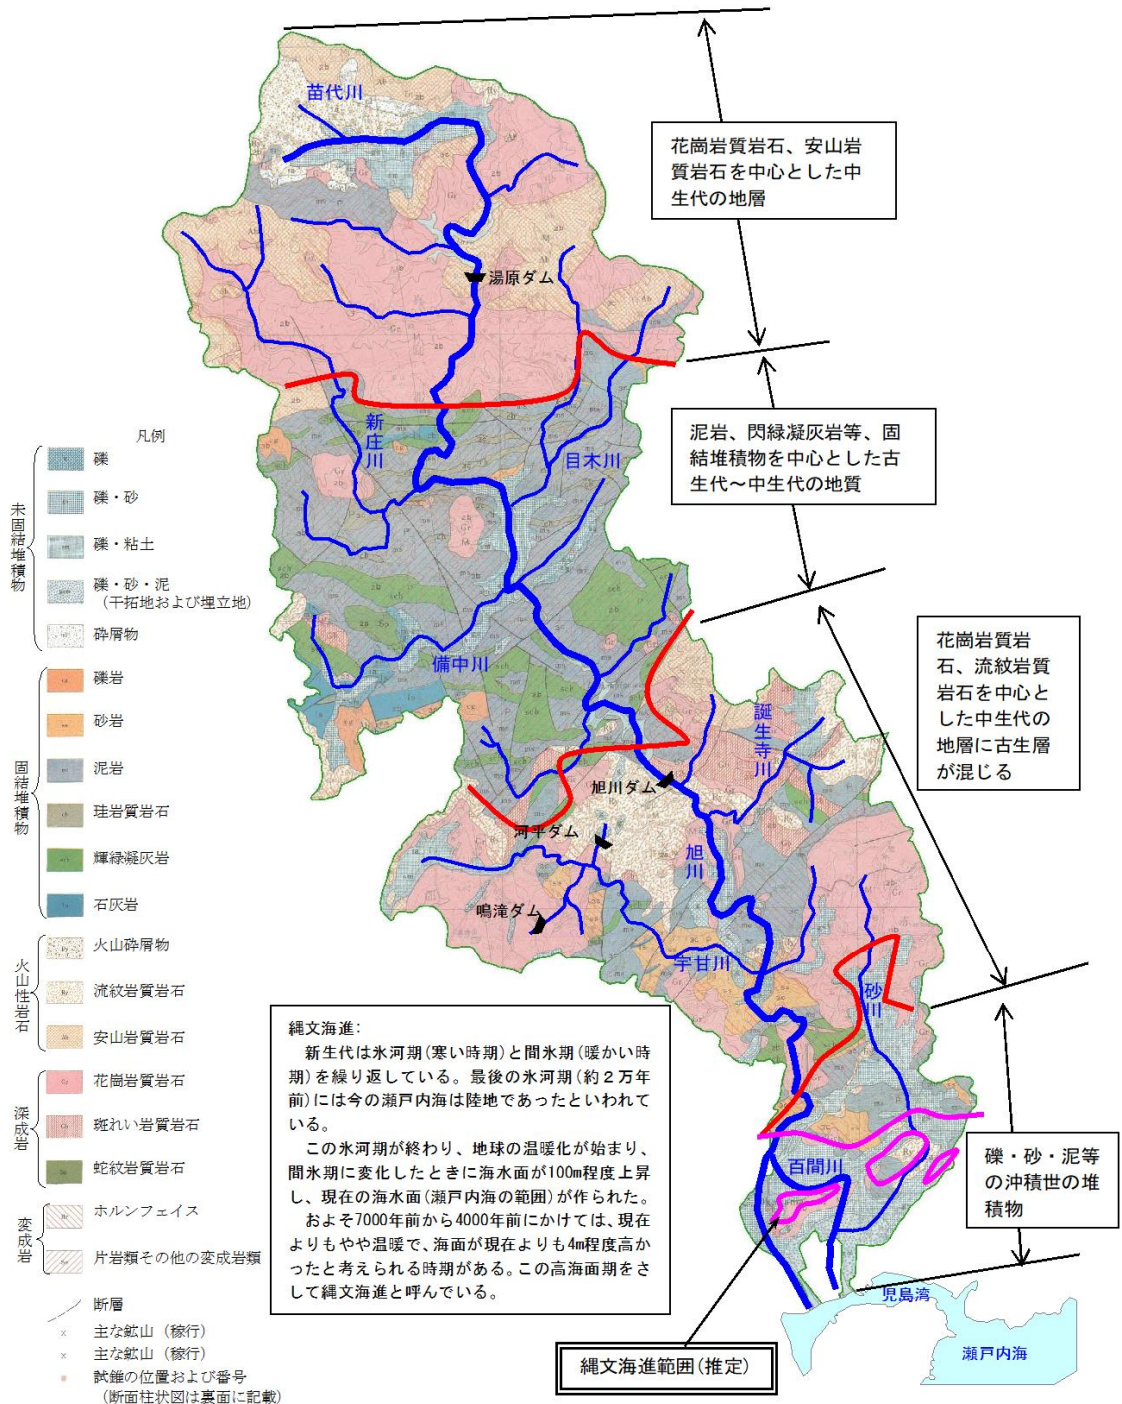 苗代川
花崗岩質岩石、安山岩
質岩石を中心とした中
生代の地層
湯原ダム
新庄川
目木川
泥岩、閃緑凝灰岩等、固
結堆積物を中心とした古
生代～中生代の地質
備中川
誕生寺川
花崗岩質岩
石、流紋岩質
岩石を中心と
した中生代の
地層に古生層
が混じる
旭川ダム
河平ダム
旭川
鳴滝ダム
宇甘川
砂川
百間川
礫・砂・泥等
の沖積世の堆
積物
児島湾
瀬戸内海
縄文海進範囲(推定)
縄文海進:
新生代は氷河期(寒い時期)と間氷期(暖かい時
期)を繰り返している。最後の氷河期(約２万年
前)には今の瀬戸内海は陸地であったといわれて
いる。
この氷河期が終わり、地球の温暖化が始まり、
間氷期に変化したときに海水面が100m程度上昇
し、現在の海水面(瀬戸内海の範囲)が作られた。
およそ7000年前から4000年前にかけては、現在
よりもやや温暖で、海面が現在よりも4m程度高か
ったと考えられる時期がある。この高海面期をさ
して縄文海進と呼んでいる。
凡例
未固結堆積物
礫
礫・砂
礫・粘土
礫・砂・泥
(干拓地および埋立地)
砕屑物
固結堆積物
礫岩
砂岩
泥岩
珪岩質岩石
輝緑凝灰岩
石灰岩
火山性岩石
火山砕屑物
流紋岩質岩石
安山岩質岩石
深成岩
花崗岩質岩石
斑れい岩質岩石
蛇紋岩質岩石
変成岩
ホルンフェイス
片岩類その他の変成岩類
断層
主な鉱山 (稼行)
主な鉱山 (稼行)
試錐の位置および番号
(断面柱状図は裏面に記載)